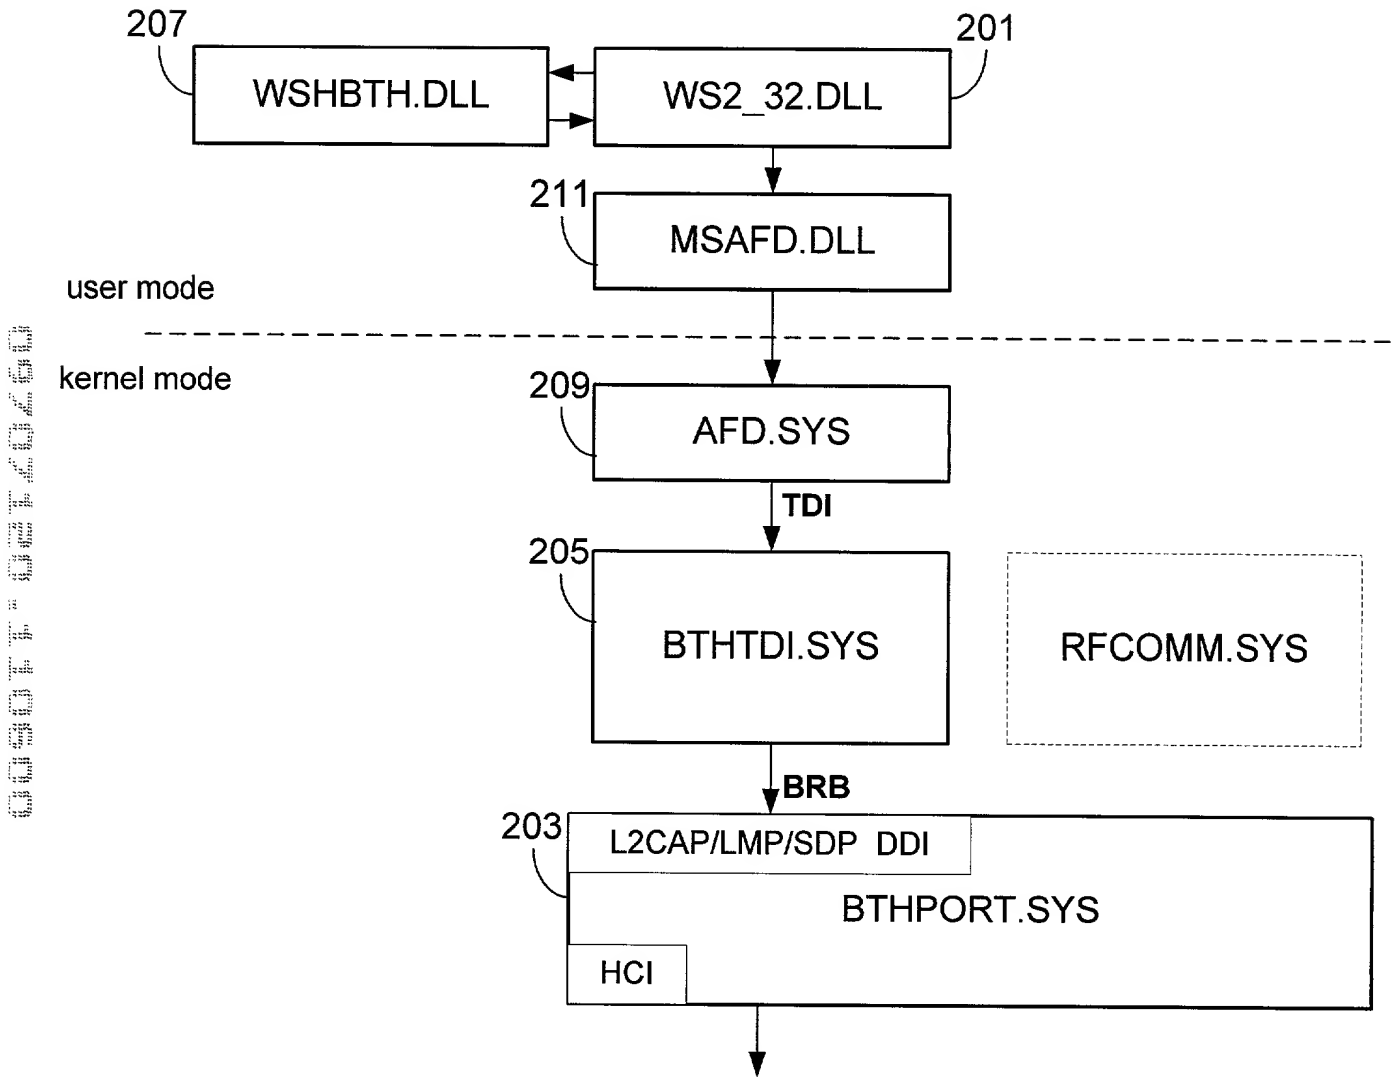 207
201
WSHBTH.DLL
WS2_32.DLL
211
MSAFD.DLL
user mode
kernel mode
209
AFD.SYS
TDI
205
BTHTDI.SYS
RFCOMM.SYS
BRB
203
L2CAP/LMP/SDP DDI
BTHPORT.SYS
HCI